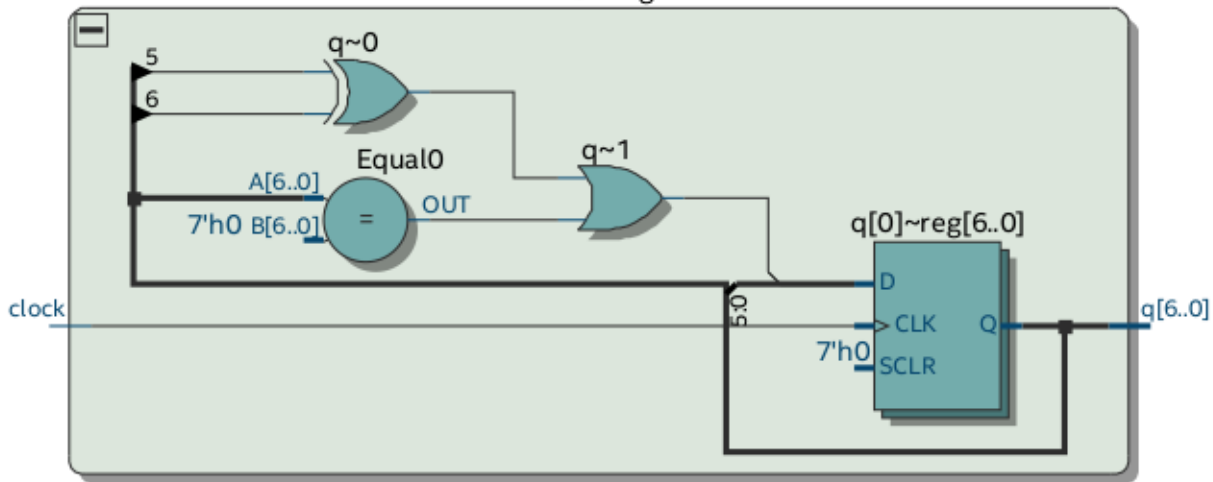 q~0
5
6
Equal0
q~1
A[6..0]
OUT
7'h0 B[6..0]
=
q[0]~reg[6..0]
D
clock
5:0
CLK
Q
q[6..0]
7'h0
SCLR